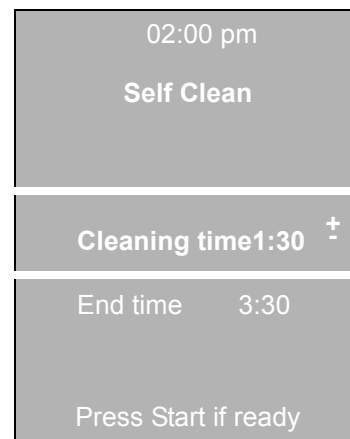 02:00 pm
Self Clean
Cleaning time1:30 +
-
End time 3:30
Press Start if ready